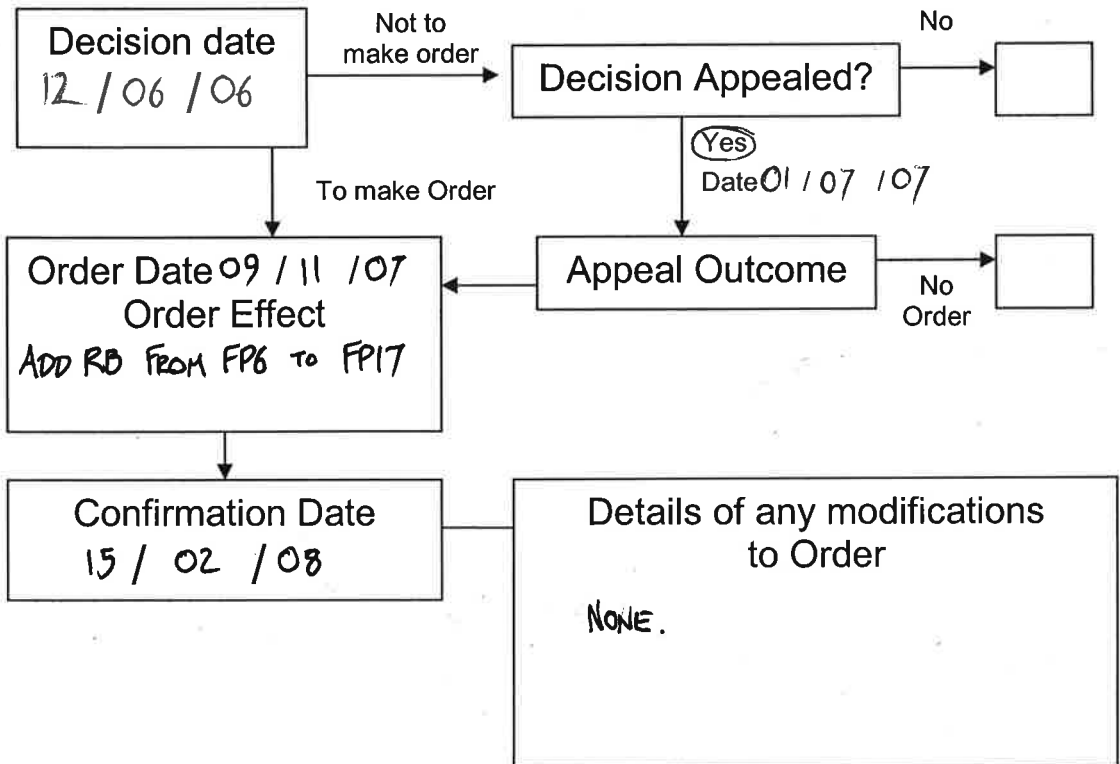 Decision date
12 / 06 / 06
Not to
make order
Decision Appealed?
No
Yes
Date 01 / 07 / 07
To make Order
Order Date 09 / 11 / 07
Order Effect
ADD RB FROM FP6 TO FP17
Appeal Outcome
No
Order
Confirmation Date
15 / 02 / 08
Details of any modifications
to Order
NONE.